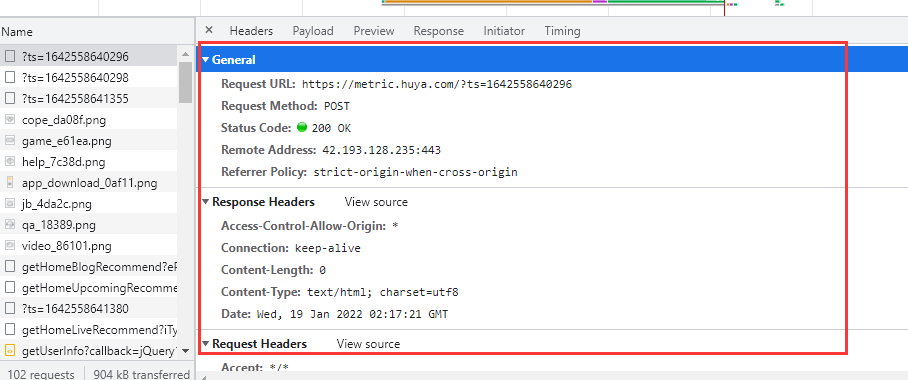 Name
× Headers Payload Preview Response Initiator Timing
?ts=1642558640296
?ts=1642558640298
?ts=1642558641355
cope_da08f.png
game_e61ea.png
help_7c38d.png
app_download_0af11.png
jb_4da2c.png
qa_18389.png
video_86101.png
getHomeBlogRecommend?eP
getHomeUpcomingRecomme
?ts=1642558641380
getHomeLiveRecommend?iTy
getUserInfo?callback=jQuery
102 requests 904 kB transferred
General
Request URL: https://metric.huya.com/?ts=1642558640296
Request Method: POST
Status Code: 200 OK
Remote Address: 42.193.128.235:443
Referrer Policy: strict-origin-when-cross-origin
Response Headers View source
Access-Control-Allow-Origin: *
Connection: keep-alive
Content-Length: 0
Content-Type: text/html; charset=utf8
Date: Wed, 19 Jan 2022 02:17:21 GMT
Request Headers View source
Accept: */*